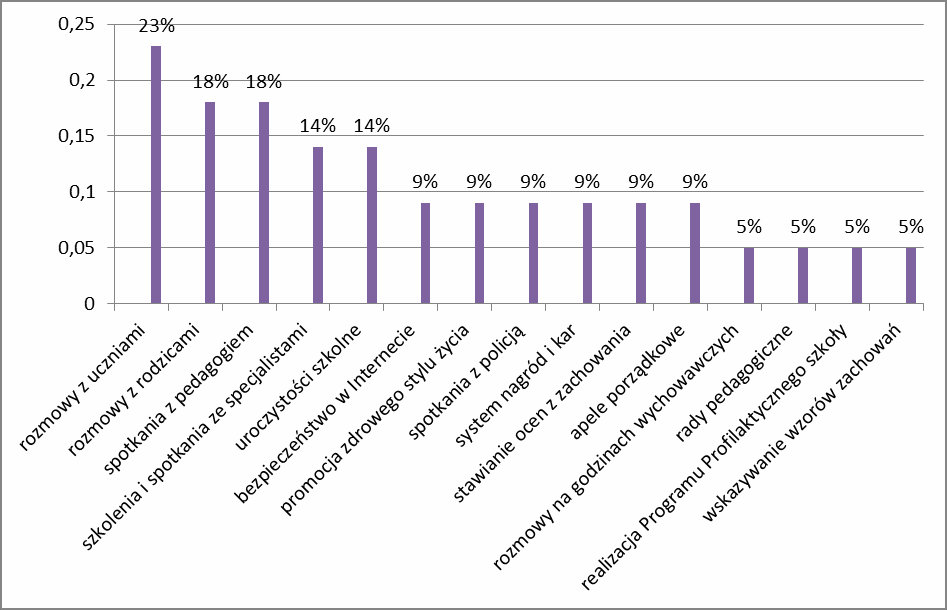 0,25
0,2
0,15
0,1
0,05
0
23%
18%
18%
14%
14%
9%
9%
9%
9%
9%
9%
5%
5%
5%
5%
rozmowy z uczniami
rozmowy z rodzicami
spotkania z pedagogiem
szkolenia i spotkania ze specjalistami
uroczystości szkolne
bezpieczeństwo w Internecie
promocja zdrowego stylu życia
spotkania z policją
system nagród i kar
stawianie ocen z zachowania
apele porządkowe
rozmowy na godzinach wychowawczych
rady pedagogiczne
realizacja Programu Profilaktycznego szkoły
wskazywanie wzorów zachowań